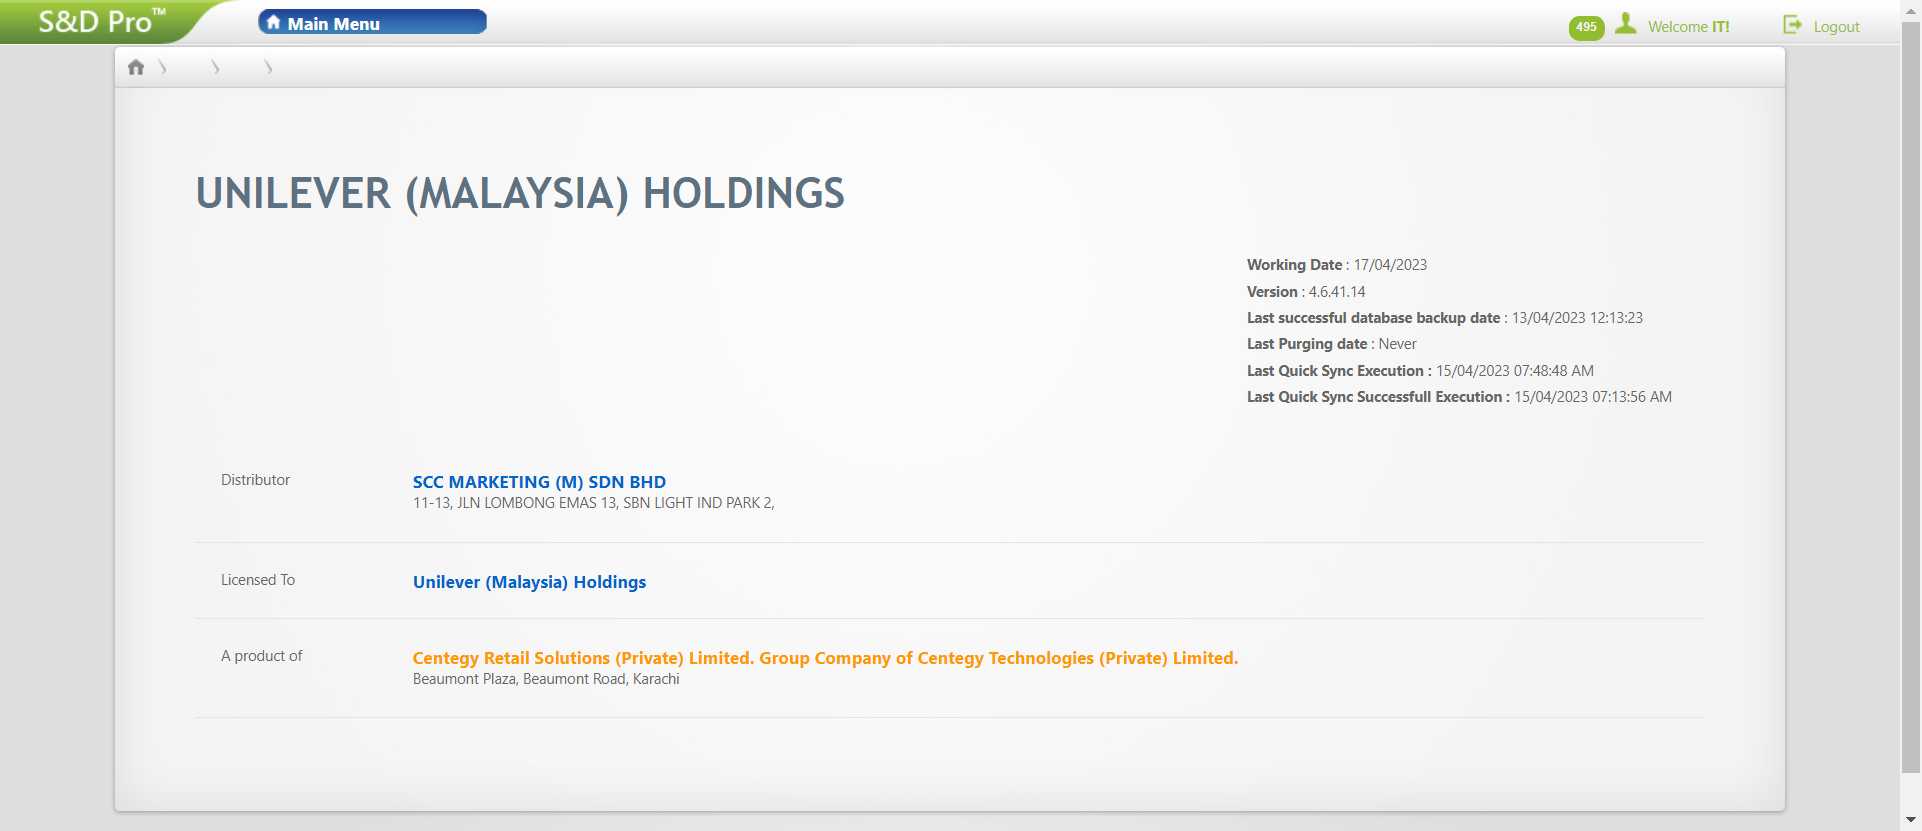 S&D Pro™
Main Menu
495
Welcome IT!
Logout
UNILEVER (MALAYSIA) HOLDINGS
Working Date : 17/04/2023
Version : 4.6.41.14
Last successful database backup date : 13/04/2023 12:13:23
Last Purging date : Never
Last Quick Sync Execution : 15/04/2023 07:48:48 AM
Last Quick Sync Successfull Execution : 15/04/2023 07:13:56 AM
Distributor
SCC MARKETING (M) SDN BHD
11-13, JLN LOMBONG EMAS 13, SBN LIGHT IND PARK 2,
Licensed To
Unilever (Malaysia) Holdings
A product of
Centegy Retail Solutions (Private) Limited. Group Company of Centegy Technologies (Private) Limited.
Beaumont Plaza, Beaumont Road, Karachi